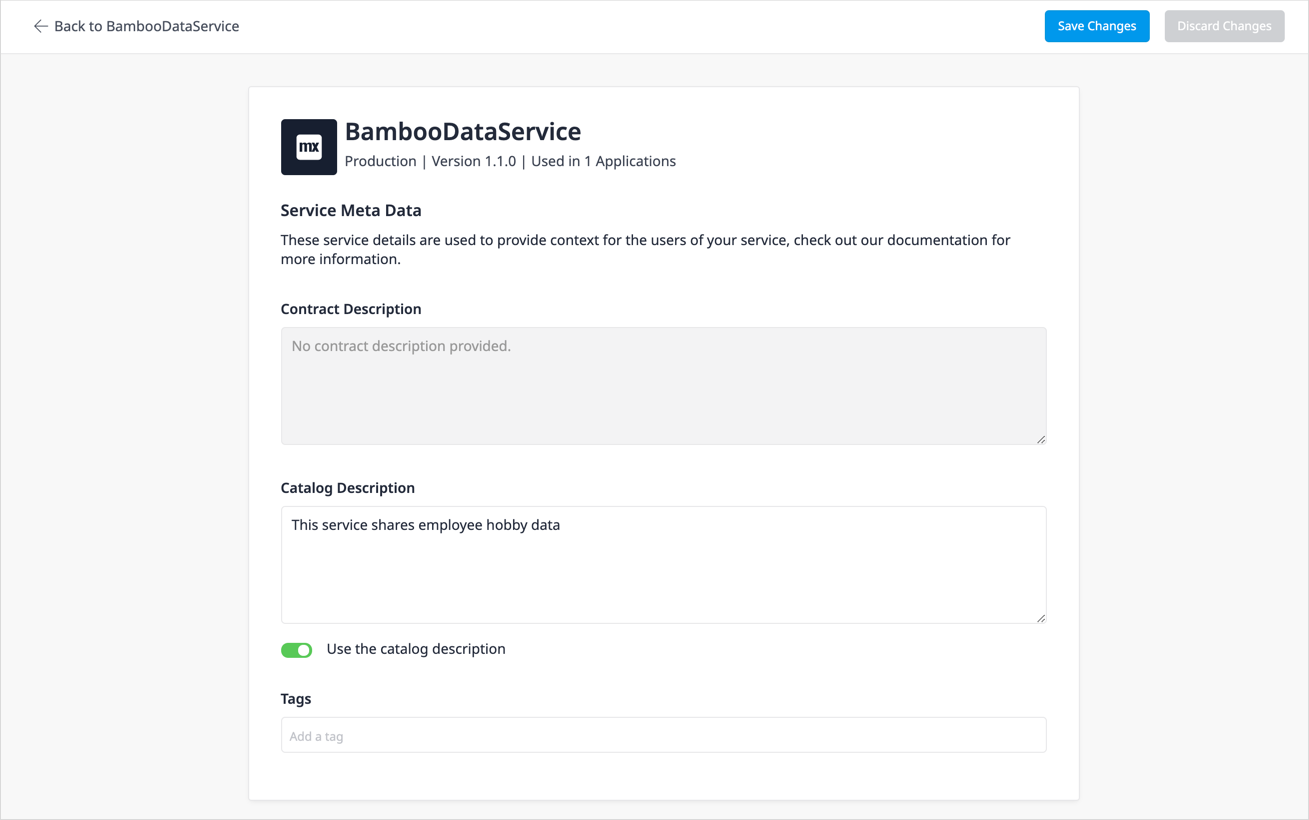 Back to BambooDataService
Save Changes
Discard Changes
mx
BambooDataService
Production | Version 1.1.0 | Used in 1 Applications
Service Meta Data
These service details are used to provide context for the users of your service, check out our documentation for
more information.
Contract Description
No contract description provided.
Catalog Description
This service shares employee hobby data
Use the catalog description
Tags
Add a tag